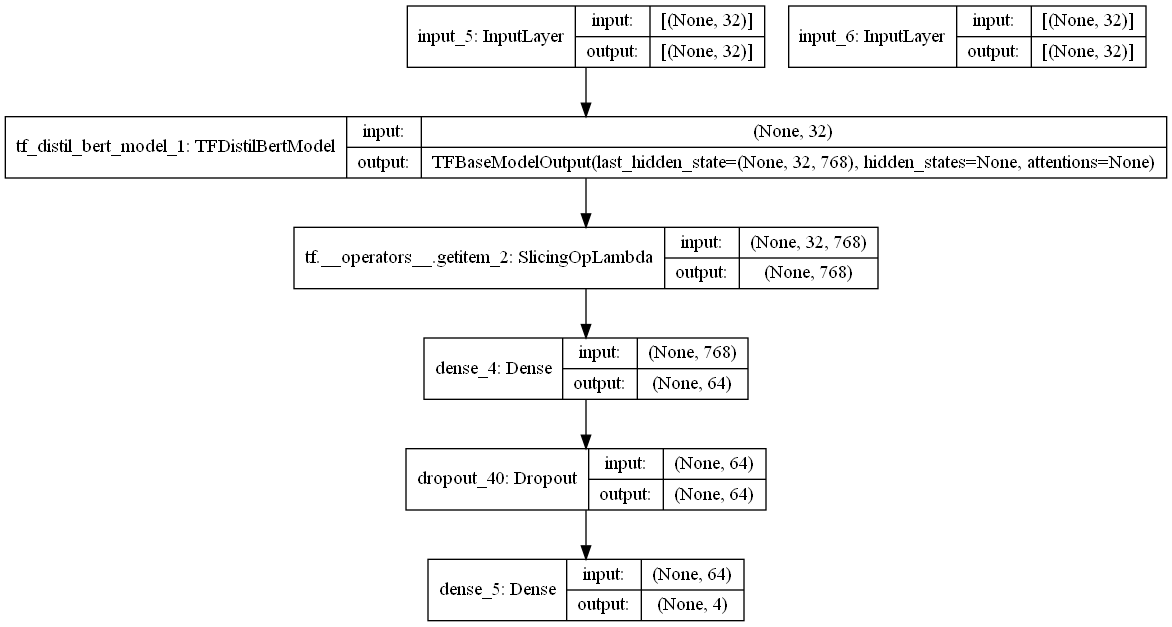 input_5: InputLayer
input:
[(None, 32)]
output:
[(None, 32)]
input_6: InputLayer
input:
[(None, 32)]
output:
[(None, 32)]
tf_distil_bert_model_1: TFDistilBertModel
input:
(None, 32)
output:
TFBaseModelOutput(last_hidden_state=(None, 32, 768), hidden_states=None, attentions=None)
tf.__operators__.getitem_2: SlicingOpLambda
input:
(None, 32, 768)
output:
(None, 768)
dense_4: Dense
input:
(None, 768)
output:
(None, 64)
dropout_40: Dropout
input:
(None, 64)
output:
(None, 64)
dense_5: Dense
input:
(None, 64)
output:
(None, 4)